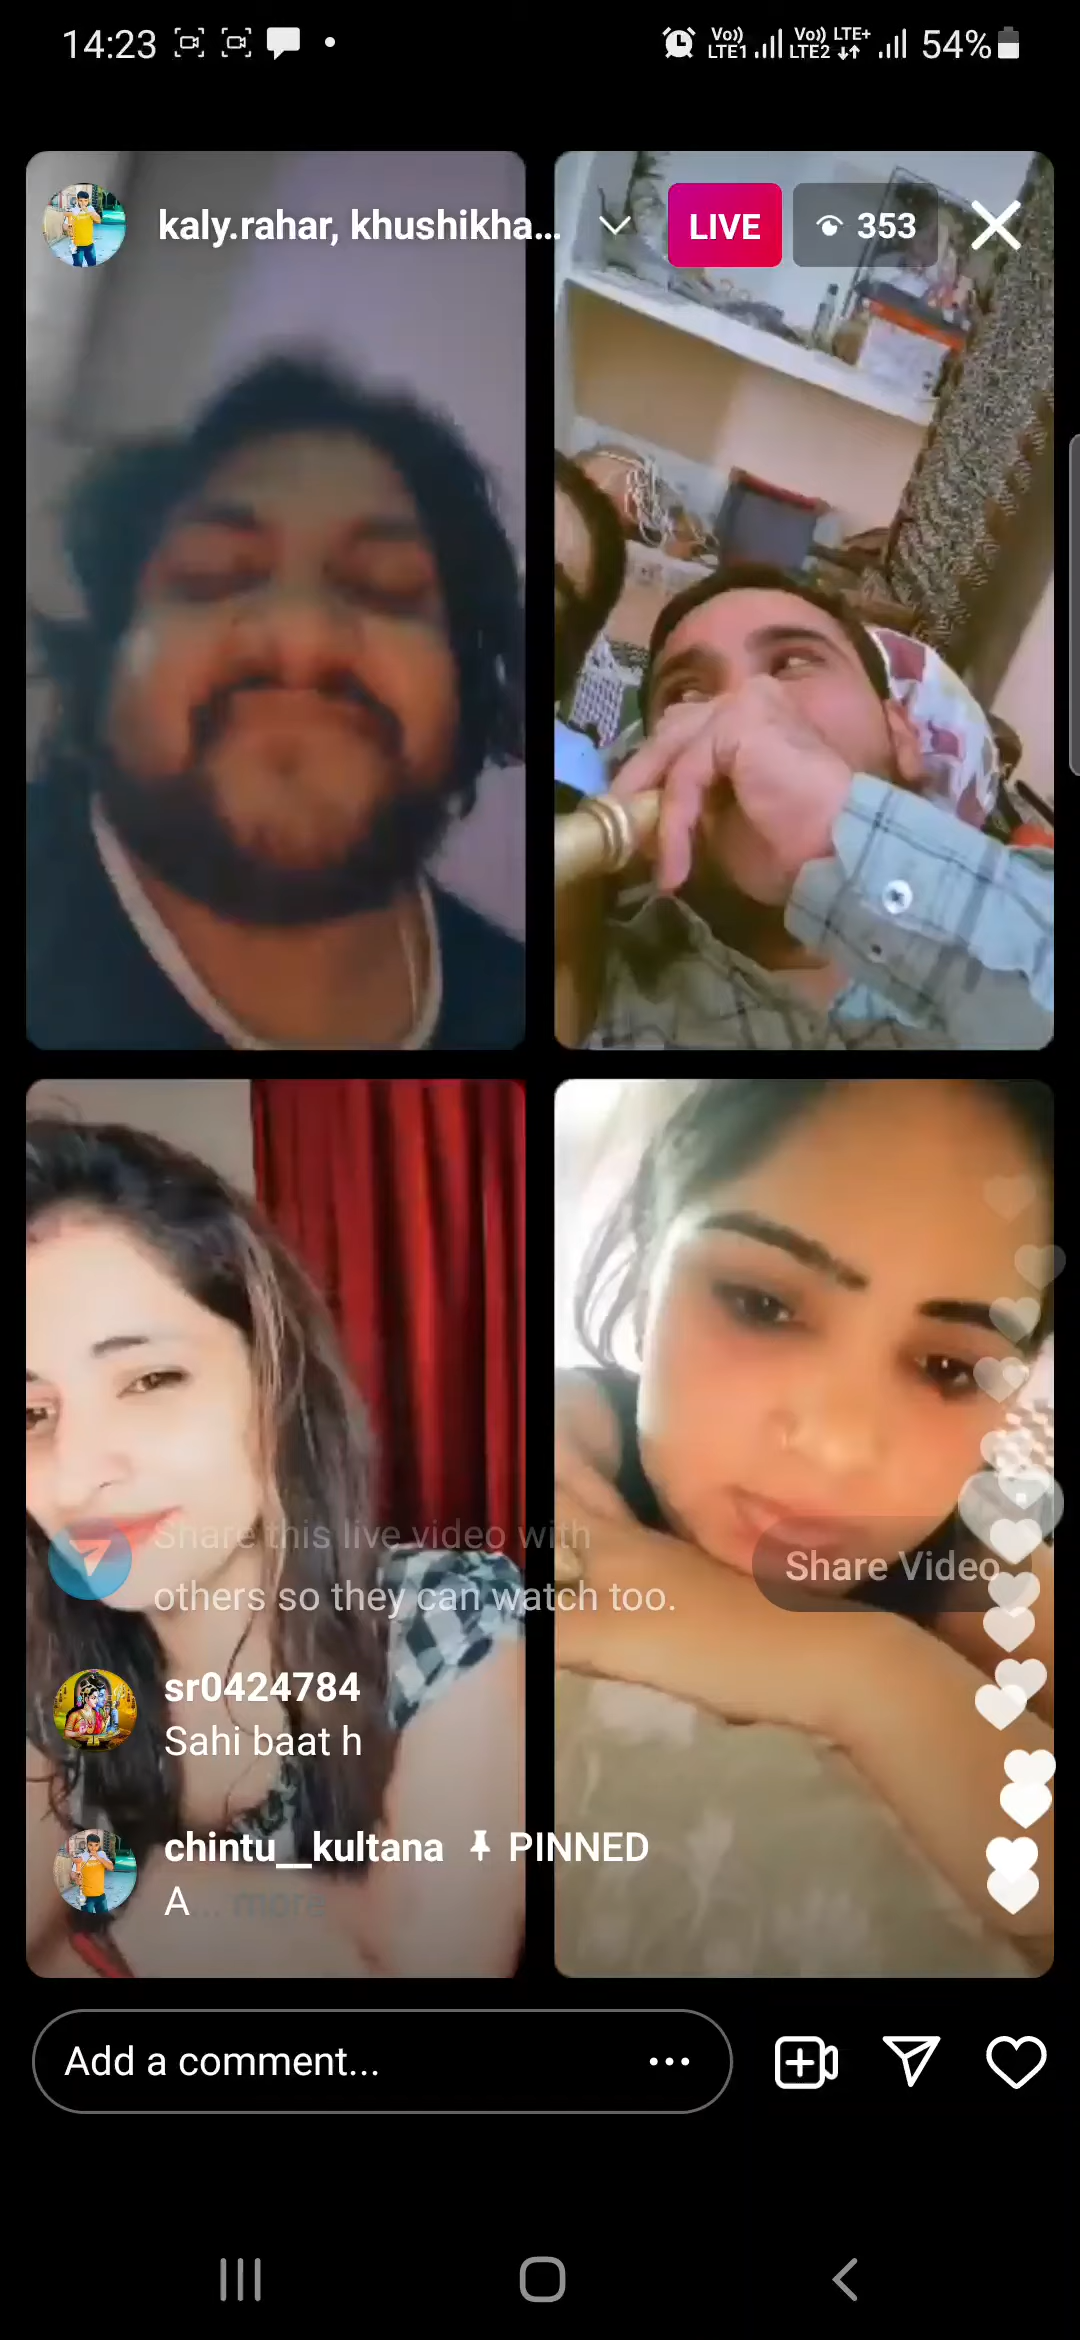 14:23
Vo)) LTE1 Vo)) LTE2 LTE+ 54%
kaly.rahar, khushikha... LIVE 353
Share this live video with
others so they can watch too.
Share Video
sr0424784
Sahi baat h
chintu__kultana PINNED
A... more
Add a comment...